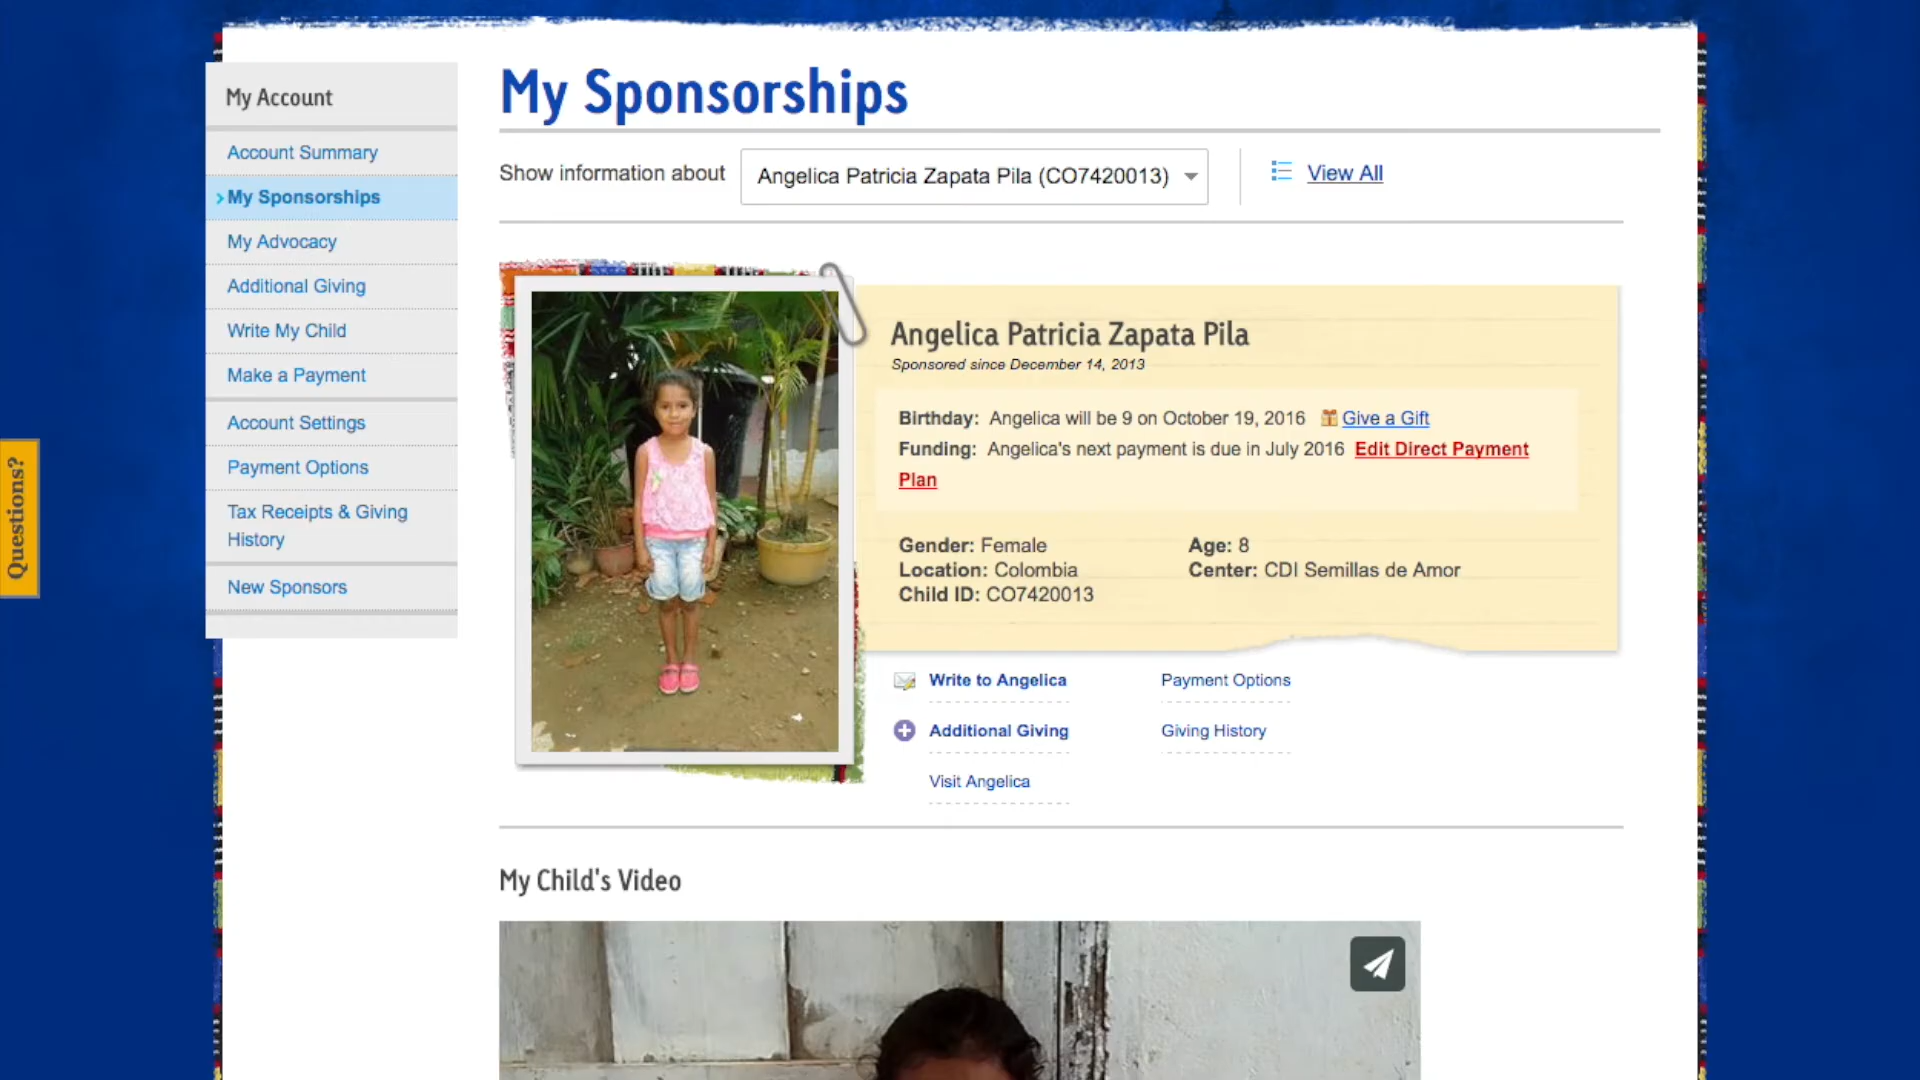 My Account
Account Summary
My Sponsorships
My Advocacy
Additional Giving
Write My Child
Make a Payment
Account Settings
Payment Options
Tax Receipts & Giving
History
New Sponsors
Questions?
My Sponsorships
Show information about
Angelica Patricia Zapata Pila (CO7420013)
View All
Angelica Patricia Zapata Pila
Sponsored since December 14, 2013
Birthday: Angelica will be 9 on October 19, 2016 Give a Gift
Funding: Angelica's next payment is due in July 2016 Edit Direct Payment
Plan
Gender: Female
Age: 8
Location: Colombia
Center: CDI Semillas de Amor
Child ID: CO7420013
Write to Angelica
Payment Options
Additional Giving
Giving History
Visit Angelica
My Child's Video